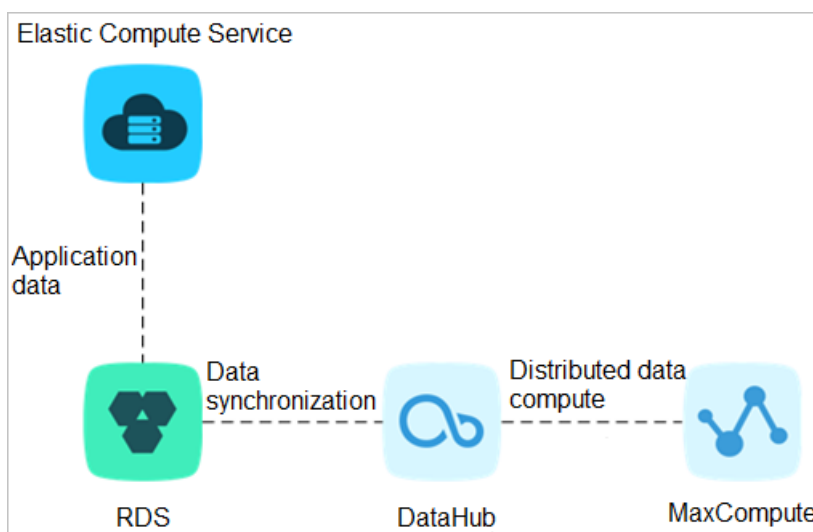 Elastic Compute Service
Application
data
Data
synchronization
Distributed data
compute
RDS
DataHub
MaxCompute